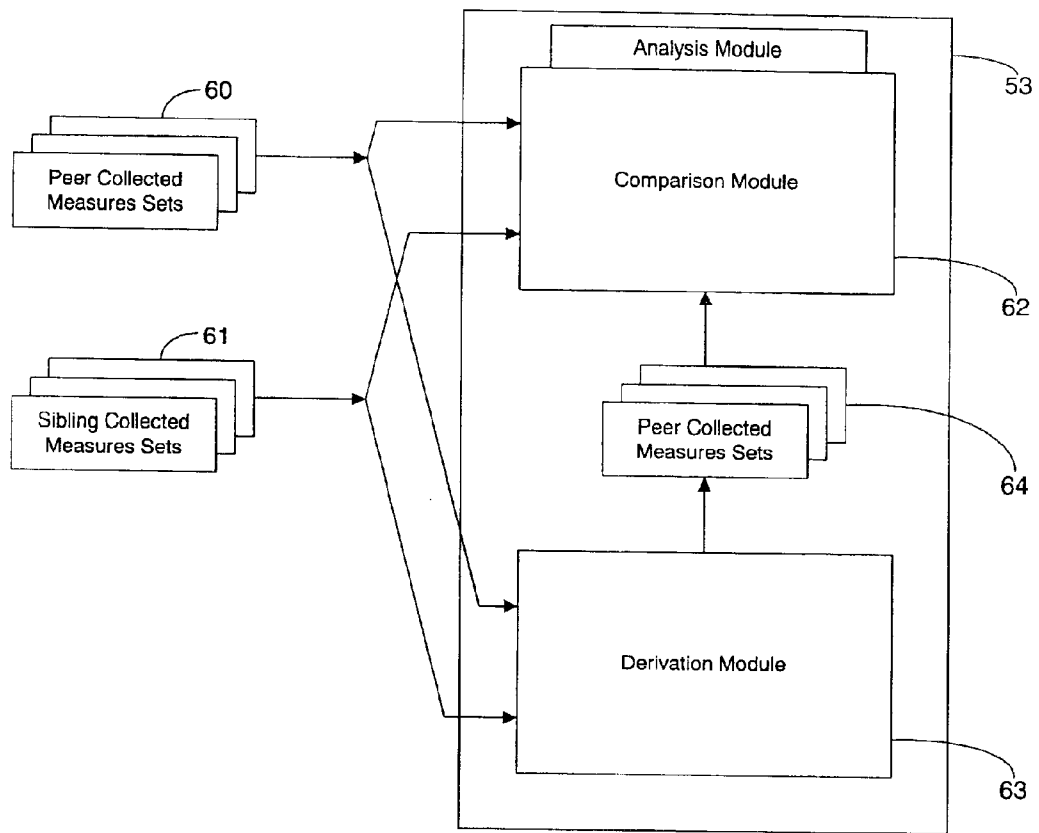 Analysis Module
53
60
Peer Collected
Measures Sets
Comparison Module
62
61
Sibling Collected
Measures Sets
Peer Collected
Measures Sets
64
Derivation Module
63